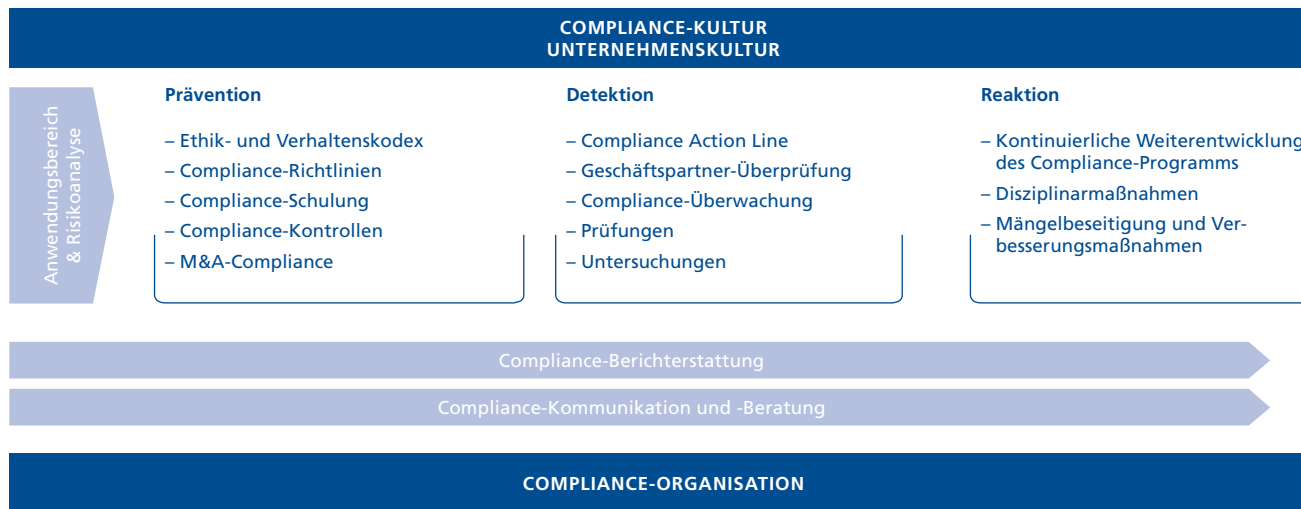 COMPLIANCE-KULTUR
UNTERNEHMENSKULTUR
Anwendungsbereich
& Risikoanalyse
Prävention
– Ethik- und Verhaltenskodex
– Compliance-Richtlinien
– Compliance-Schulung
– Compliance-Kontrollen
– M&A-Compliance
Detektion
– Compliance Action Line
– Geschäftspartner-Überprüfung
– Compliance-Überwachung
– Prüfungen
– Untersuchungen
Reaktion
– Kontinuierliche Weiterentwicklung
des Compliance-Programms
– Disziplinarmaßnahmen
– Mängelbeseitigung und Ver-
besserungsmaßnahmen
Compliance-Berichterstattung
Compliance-Kommunikation und -Beratung
COMPLIANCE-ORGANISATION